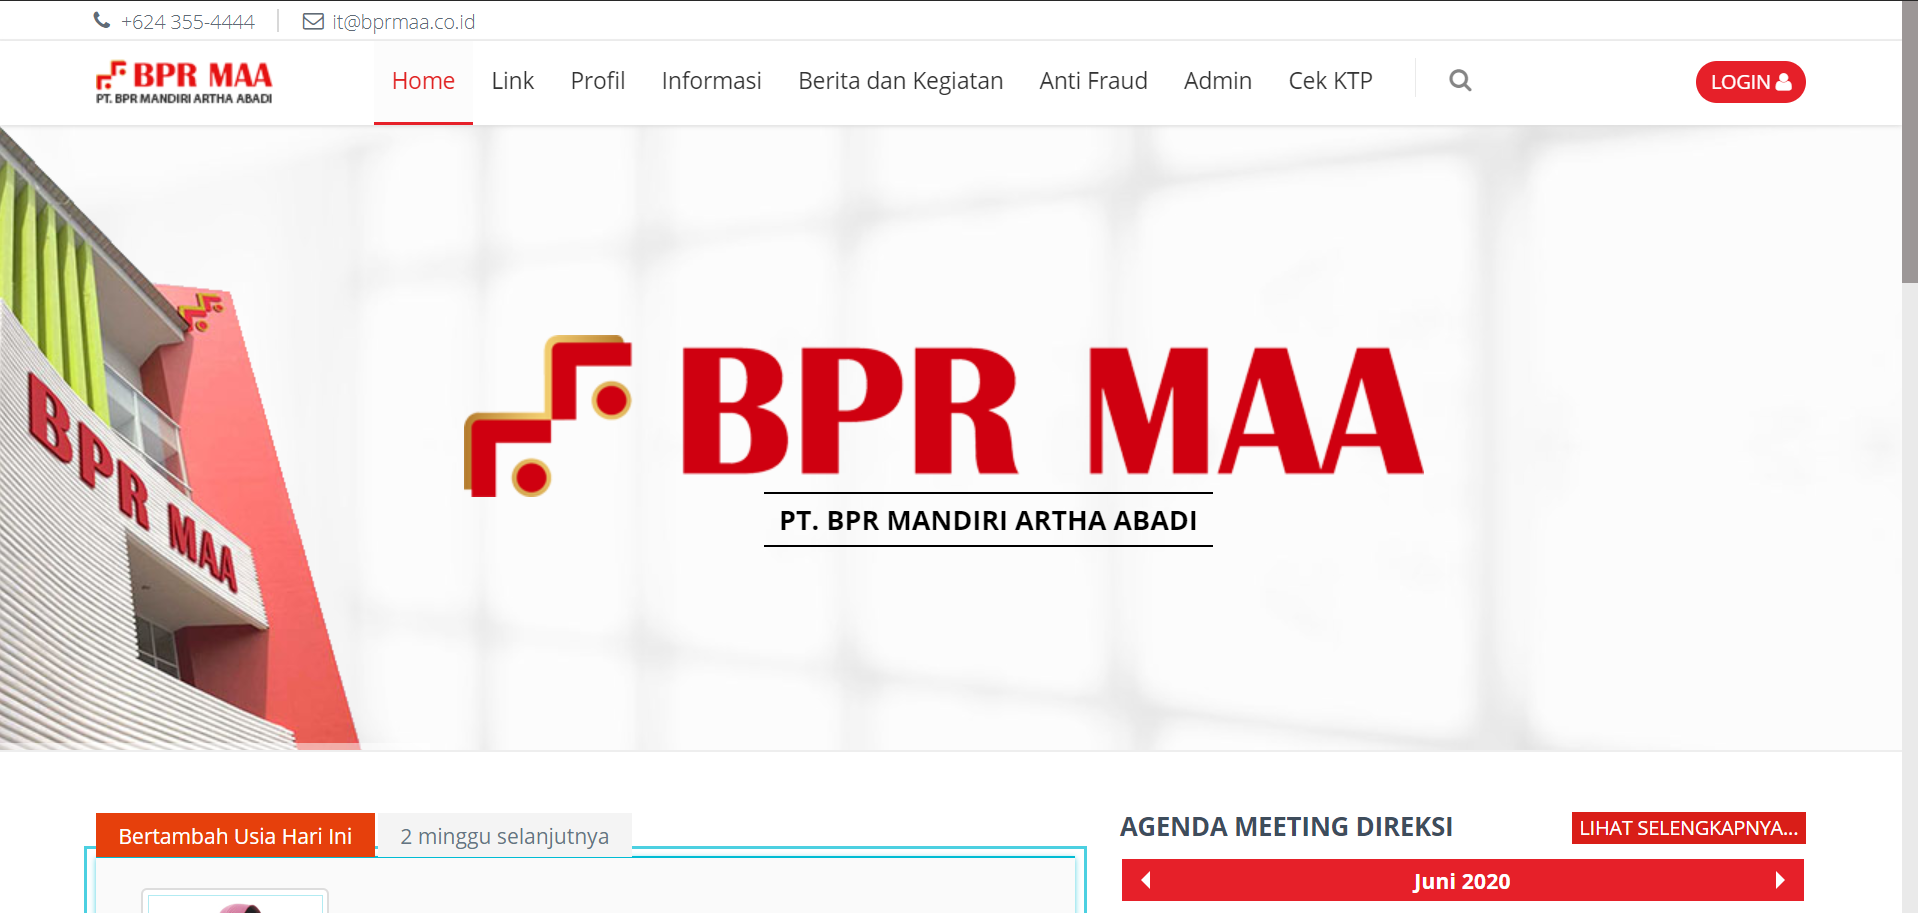 +624 355-4444
it@bprmaa.co.id
BPR MAA
PT. BPR MANDIRI ARTHA ABADI
Home Link Profil Informasi Berita dan Kegiatan Anti Fraud Admin Cek KTP
LOGIN
BPR MAA
BPR MAA
PT. BPR MANDIRI ARTHA ABADI
Bertambah Usia Hari Ini
2 minggu selanjutnya
AGENDA MEETING DIREKSI
LIHAT SELENGKAPNYA...
Juni 2020